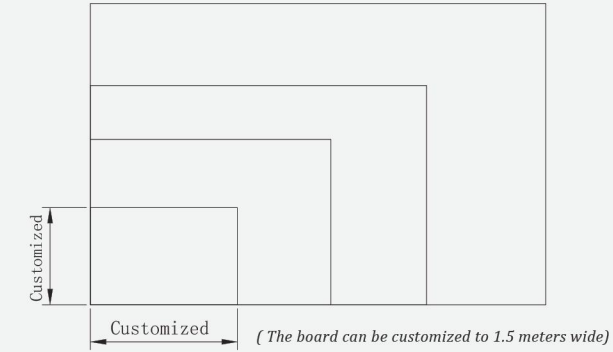 Customized
Customized
( The board can be customized to 1.5 meters wide)